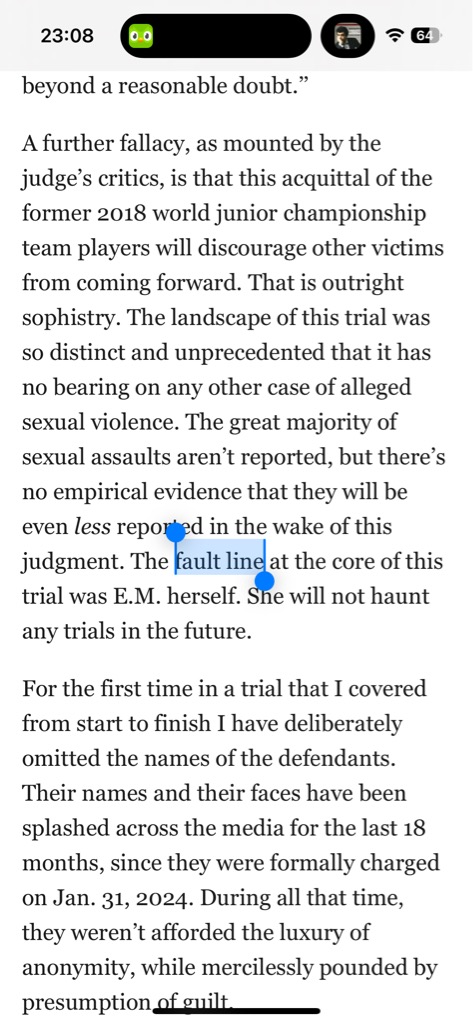 23:08
64
beyond a reasonable doubt.”
A further fallacy, as mounted by the
judge’s critics, is that this acquittal of the
former 2018 world junior championship
team players will discourage other victims
from coming forward. That is outright
sophistry. The landscape of this trial was
so distinct and unprecedented that it has
no bearing on any other case of alleged
sexual violence. The great majority of
sexual assaults aren’t reported, but there’s
no empirical evidence that they will be
even less reported in the wake of this
judgment. The fault line at the core of this
trial was E.M. herself. She will not haunt
any trials in the future.
For the first time in a trial that I covered
from start to finish I have deliberately
omitted the names of the defendants.
Their names and their faces have been
splashed across the media for the last 18
months, since they were formally charged
on Jan. 31, 2024. During all that time,
they weren’t afforded the luxury of
anonymity, while mercilessly pounded by
presumption of guilt.